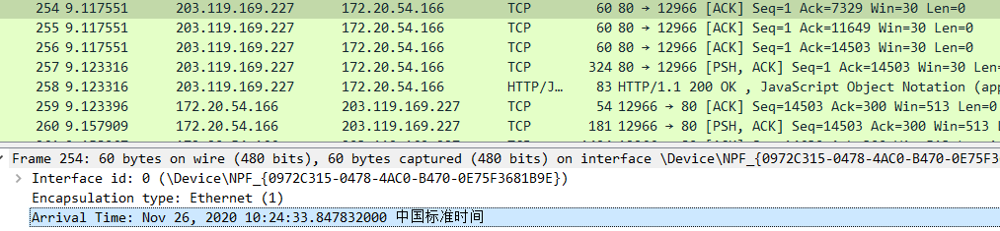 254 9.117551 203.119.169.227 172.20.54.166 TCP 60 80 → 12966 [ACK] Seq=1 Ack=7329 Win=30 Len=0
255 9.117551 203.119.169.227 172.20.54.166 TCP 60 80 → 12966 [ACK] Seq=1 Ack=11649 Win=30 Len=0
256 9.117551 203.119.169.227 172.20.54.166 TCP 60 80 → 12966 [ACK] Seq=1 Ack=14503 Win=30 Len=0
257 9.123316 203.119.169.227 172.20.54.166 TCP 324 80 → 12966 [PSH, ACK] Seq=1 Ack=14503 Win=30 Len=
258 9.123316 203.119.169.227 172.20.54.166 HTTP/J… 83 HTTP/1.1 200 OK , JavaScript Object Notation (app
259 9.123396 172.20.54.166 203.119.169.227 TCP 54 12966 → 80 [ACK] Seq=14503 Ack=300 Win=513 Len=0
260 9.157909 172.20.54.166 203.119.169.227 TCP 181 12966 → 80 [PSH, ACK] Seq=14503 Ack=300 Win=513 L
Frame 254: 60 bytes on wire (480 bits), 60 bytes captured (480 bits) on interface \Device\NPF_{0972C315-0478-4AC0-B470-0E75F3
Interface id: 0 (\Device\NPF_{0972C315-0478-4AC0-B470-0E75F3681B9E})
Encapsulation type: Ethernet (1)
Arrival Time: Nov 26, 2020 10:24:33.847832000 中国标准时间